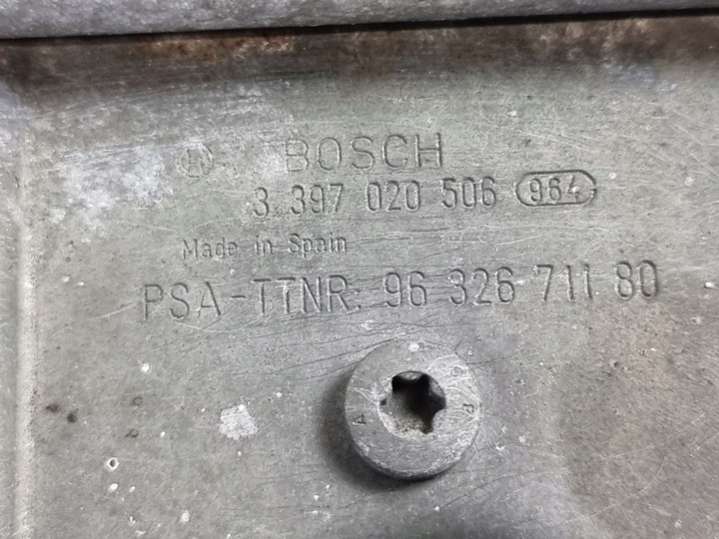 BOSCH
3 397 020 506 964
Made in Spain
PSA-TTNR: 96 326 711 80
A P